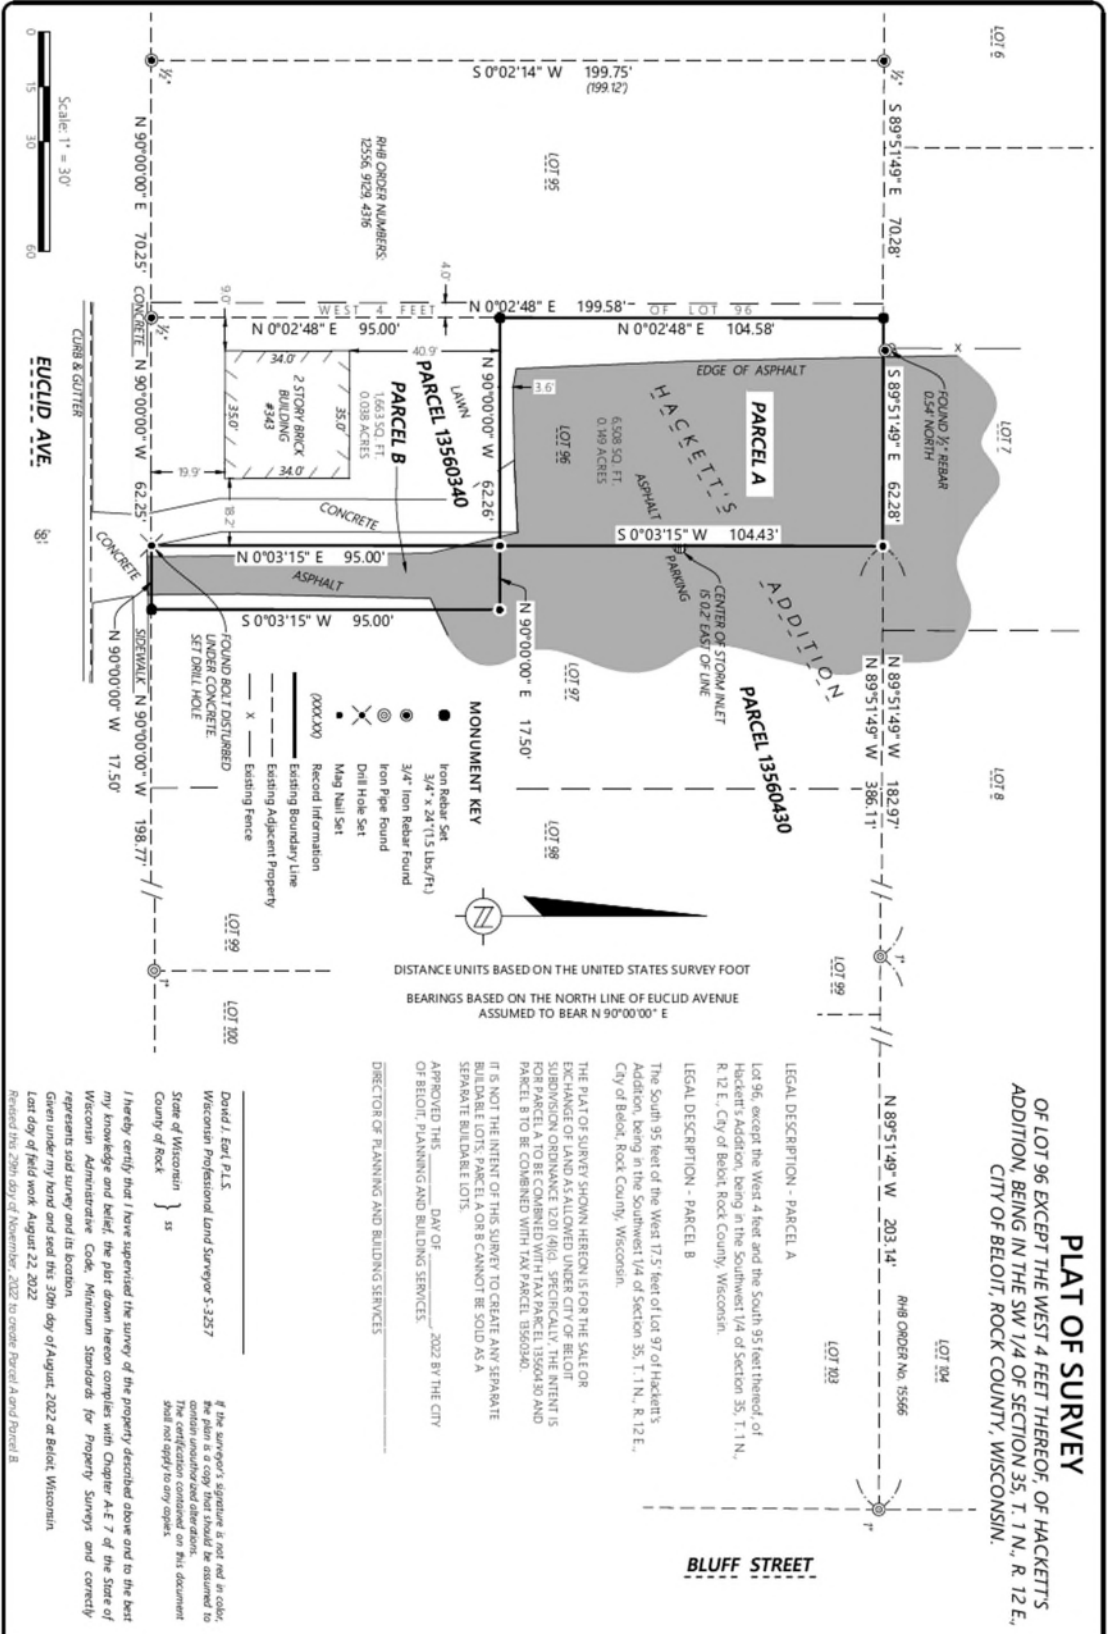 PLAT OF SURVEY
OF LOT 96 EXCEPT THE WEST 4 FEET THEREOF, OF HACKETT'S
ADDITION, BEING IN THE SW 1/4 OF SECTION 35, T. 1 N., R. 12 E.,
CITY OF BELOIT, ROCK COUNTY, WISCONSIN.
LOT 6
LOT 7
LOT 8
LOT 99
LOT 104
LOT 103
RHB ORDER No. 15566
½"
S 89°51'49" E 70.28'
S 89°51'49" E 62.28'
N 89°51'49" W 182.97'
N 89°51'49" W 386.11'
1"
N 89°51'49" W 203.14'
1"
BLUFF STREET
X
FOUND ½" REBAR
0.54' NORTH
S 0°02'14" W 199.75'
(199.12')
LOT 95
RHB ORDER NUMBERS:
12556, 9129, 4316
4.0'
WEST 4 FEET
OF LOT 96
N 0°02'48" E 199.58'
N 0°02'48" E 95.00'
N 0°02'48" E 104.58'
EDGE OF ASPHALT
HACKETT'S
ADDITION
PARCEL A
6,508 SQ. FT.
0.149 ACRES
LOT 96
3.6'
ASPHALT
PARKING
S 0°03'15" W 104.43'
CENTER OF STORM INLET
IS 0.2' EAST OF LINE
PARCEL 13560430
N 90°00'00" W 62.26'
LAWN
PARCEL 13560340
40.9'
PARCEL B
1,663 SQ. FT.
0.038 ACRES
9.0'
34.0'
35.0'
2 STORY BRICK
BUILDING
#343
35.0'
34.0'
19.9'
18.2'
CONCRETE
N 0°03'15" E 95.00'
ASPHALT
S 0°03'15" W 95.00'
N 90°00'00" E 17.50'
LOT 97
LOT 98
LOT 99
LOT 100
FOUND BOLT DISTURBED
UNDER CONCRETE.
SET DRILL HOLE
½"
N 90°00'00" E 70.25'
CONCRETE
½"
N 90°00'00" W 62.25'
SIDEWALK
N 90°00'00" W 198.77'
1"
N 90°00'00" W 17.50'
CONCRETE
CURB & GUTTER
EUCLID AVE.
66'
Scale: 1" = 30'
0 15 30 60
MONUMENT KEY
Iron Rebar Set
3/4" x 24"(1.5 Lbs./Ft.)
3/4" Iron Rebar Found
Iron Pipe Found
Drill Hole Set
Mag Nail Set
(XXX.XX) Record Information
Existing Boundary Line
Existing Adjacent Property
X Existing Fence
N
DISTANCE UNITS BASED ON THE UNITED STATES SURVEY FOOT
BEARINGS BASED ON THE NORTH LINE OF EUCLID AVENUE
ASSUMED TO BEAR N 90°00'00" E
LEGAL DESCRIPTION - PARCEL A
Lot 96, except the West 4 feet and the South 95 feet thereof, of
Hackett's Addition, being in the Southwest 1/4 of Section 35, T. 1 N.,
R. 12 E., City of Beloit, Rock County, Wisconsin.
LEGAL DESCRIPTION - PARCEL B
The South 95 feet of the West 17.5' feet of Lot 97 of Hackett's
Addition, being in the Southwest 1/4 of Section 35, T. 1 N., R. 12 E.,
City of Beloit, Rock County, Wisconsin.
THE PLAT OF SURVEY SHOWN HEREON IS FOR THE SALE OR
EXCHANGE OF LAND AS ALLOWED UNDER CITY OF BELOIT
SUBDIVISION ORDINANCE 12.01 (4)(c). SPECIFICALLY, THE INTENT IS
FOR PARCEL A TO BE COMBINED WITH TAX PARCEL 13560430 AND
PARCEL B TO BE COMBINED WITH TAX PARCEL 13560340.
IT IS NOT THE INTENT OF THIS SURVEY TO CREATE ANY SEPARATE
BUILDABLE LOTS; PARCEL A OR B CANNOT BE SOLD AS A
SEPARATE BUILDABLE LOTS.
APPROVED THIS ______ DAY OF ____________ 2022 BY THE CITY
OF BELOIT, PLANNING AND BUILDING SERVICES.
DIRECTOR OF PLANNING AND BUILDING SERVICES
David J. Earl, P.L.S.
Wisconsin Professional Land Surveyor S-3257
State of Wisconsin
County of Rock } ss
I hereby certify that I have supervised the survey of the property described above and to the best
my knowledge and belief, the plat drawn hereon complies with Chapter A-E 7 of the State of
Wisconsin Administrative Code, Minimum Standards for Property Surveys and correctly
represents said survey and its location.
Given under my hand and seal this 30th day of August, 2022 at Beloit, Wisconsin.
Last day of field work August 22, 2022
Revised this 29th day of November, 2022 to create Parcel A and Parcel B.
If the surveyor's signature is not red in color,
the plan is a copy that should be assumed to
contain unauthorized alterations.
The certification contained on this document
shall not apply to any copies.